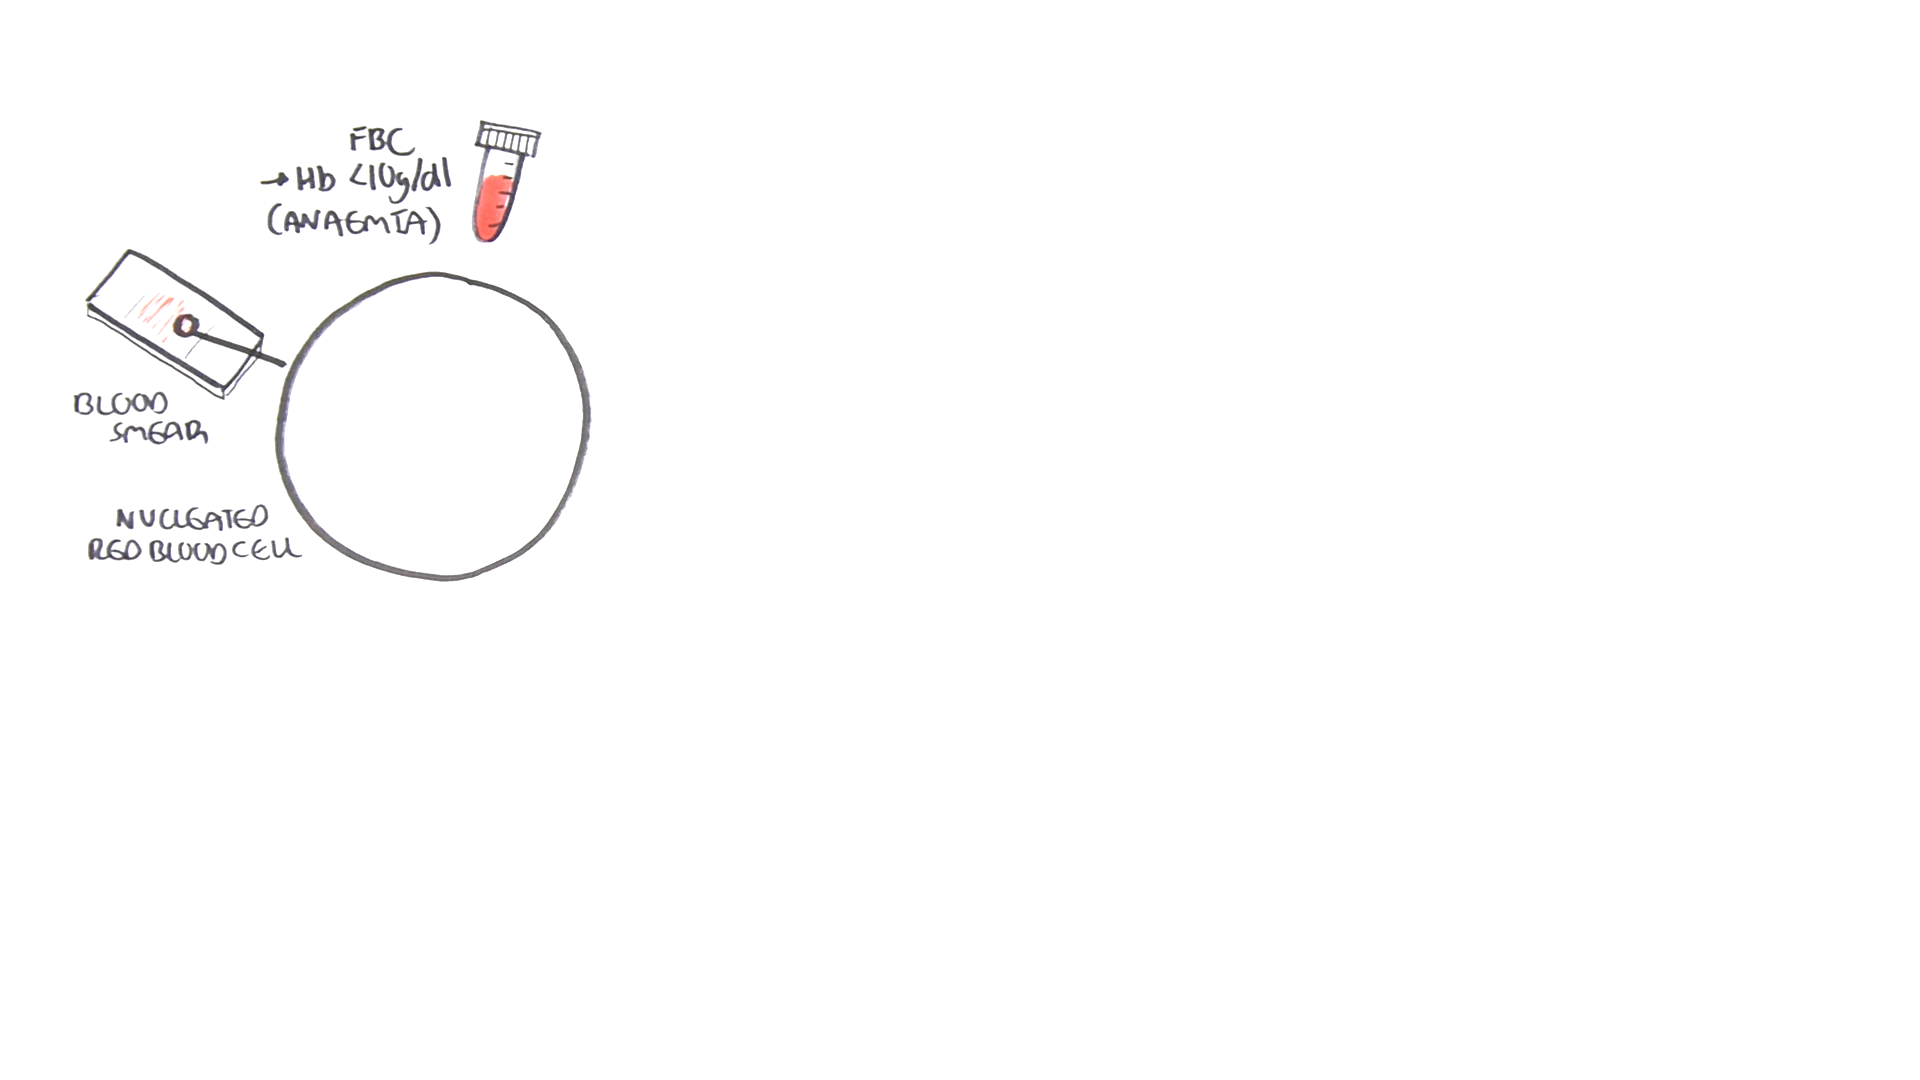 FBC
→ Hb <10g/dl
(ANAEMIA)
BLOOD
SMEAR
NUCLEATED
RED BLOOD CELL